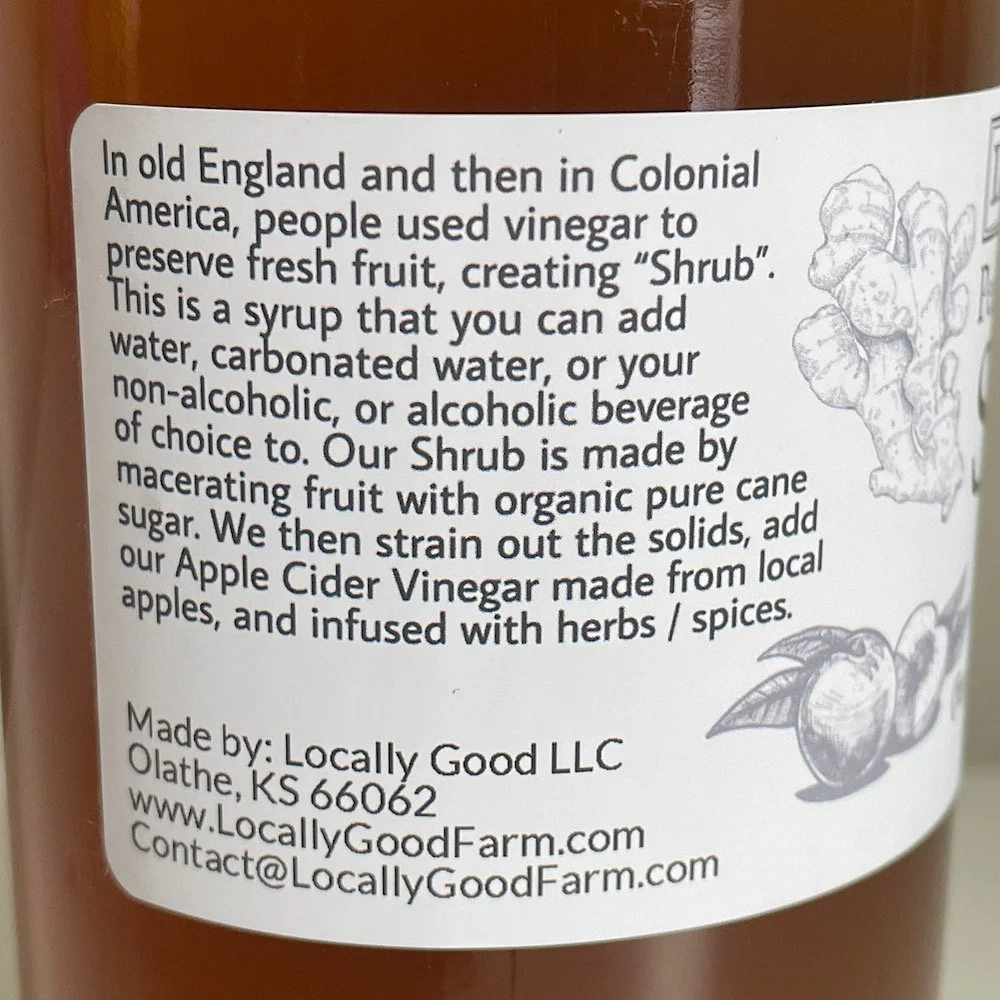 In old England and then in Colonial
America, people used vinegar to
preserve fresh fruit, creating “Shrub”.
This is a syrup that you can add
water, carbonated water, or your
non-alcoholic, or alcoholic beverage
of choice to. Our Shrub is made by
macerating fruit with organic pure cane
sugar. We then strain out the solids, add
our Apple Cider Vinegar made from local
apples, and infused with herbs / spices.
Made by: Locally Good LLC
Olathe, KS 66062
www.LocallyGoodFarm.com
Contact@LocallyGoodFarm.com